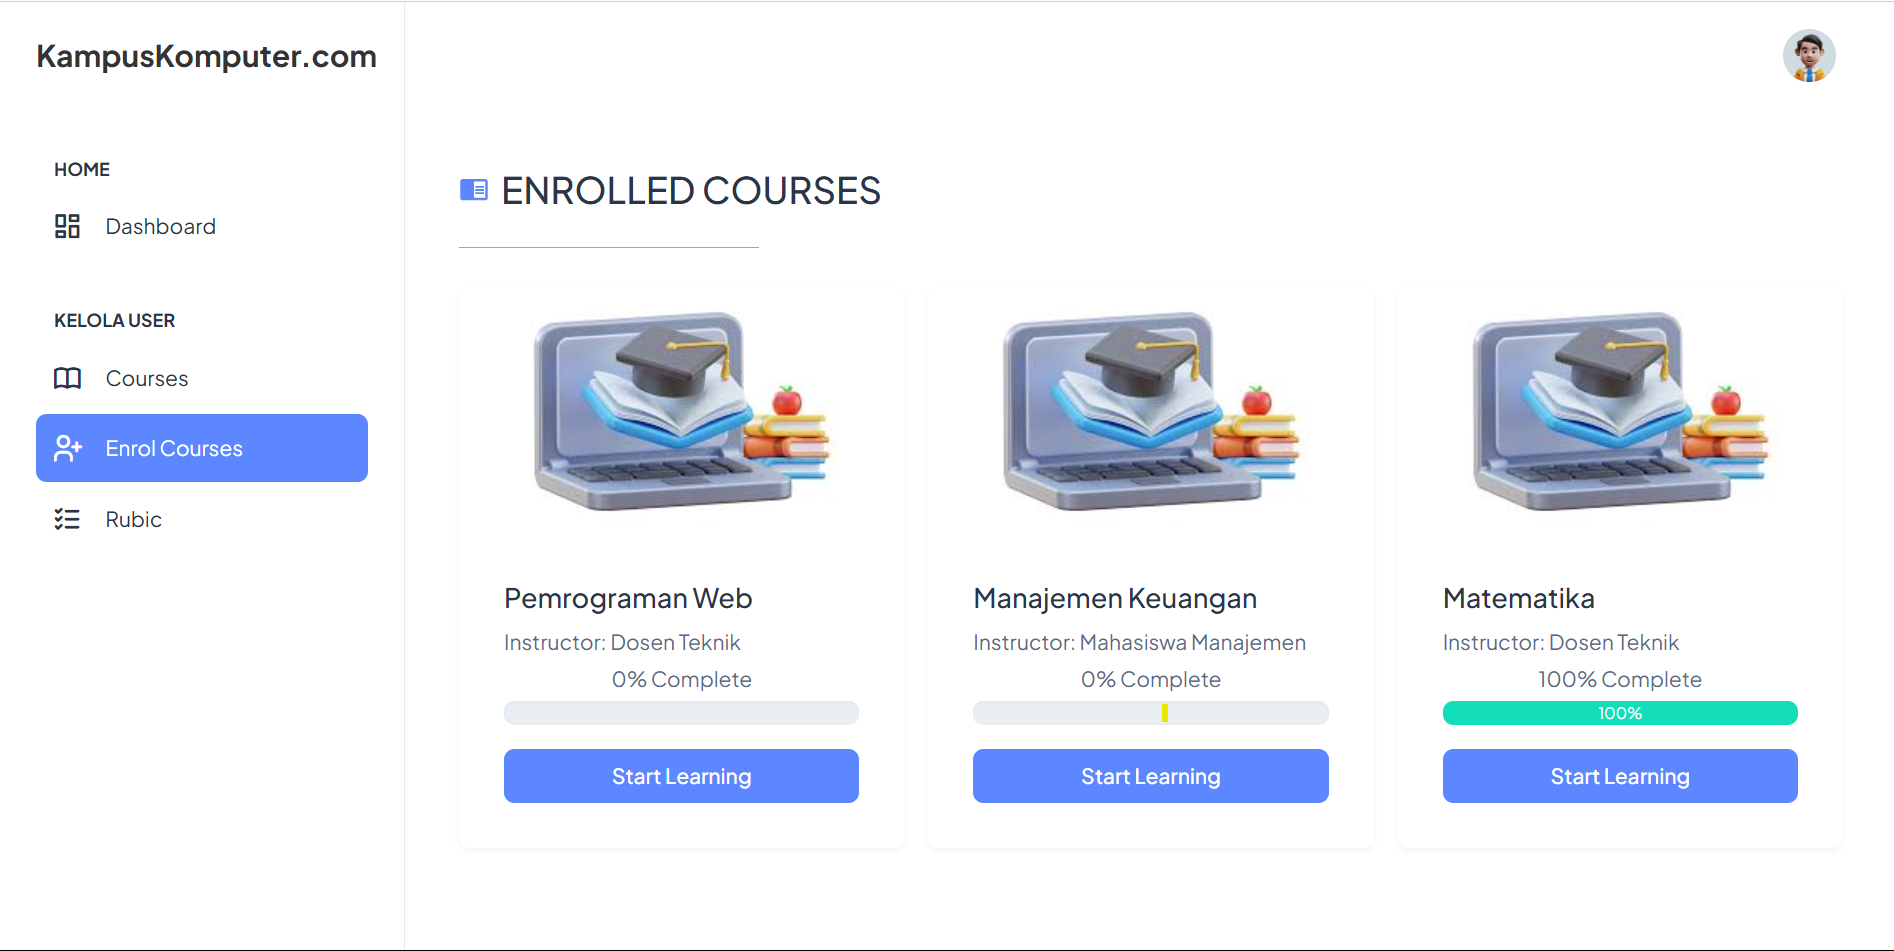 KampusKomputer.com
HOME
Dashboard
KELOLA USER
Courses
Enrol Courses
Rubic
ENROLLED COURSES
Pemrograman Web
Instructor: Dosen Teknik
0% Complete
Start Learning
Manajemen Keuangan
Instructor: Mahasiswa Manajemen
0% Complete
Start Learning
Matematika
Instructor: Dosen Teknik
100% Complete
100%
Start Learning